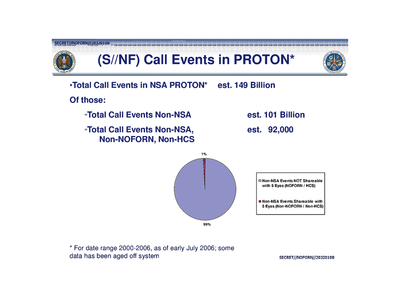 SECRET//NOFORN//20320108
(S//NF) Call Events in PROTON*
•Total Call Events in NSA PROTON* est. 149 Billion
Of those:
-Total Call Events Non-NSA est. 101 Billion
-Total Call Events Non-NSA, est. 92,000
Non-NOFORN, Non-HCS
1%
Non-NSA Events NOT Shareable
with 5 Eyes (NOFORN / HCS)
Non-NSA Events Shareable with
5 Eyes (Non-NOFORN / Non-HCS)
99%
* For date range 2000-2006, as of early July 2006; some
data has been aged off system
SECRET//NOFORN//20320108